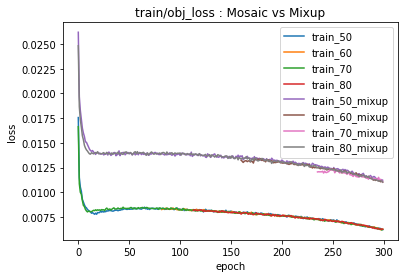 train/obj_loss : Mosaic vs Mixup
train_50
train_60
train_70
train_80
train_50_mixup
train_60_mixup
train_70_mixup
train_80_mixup
loss
0.0250
0.0225
0.0200
0.0175
0.0150
0.0125
0.0100
0.0075
0 50 100 150 200 250 300
epoch